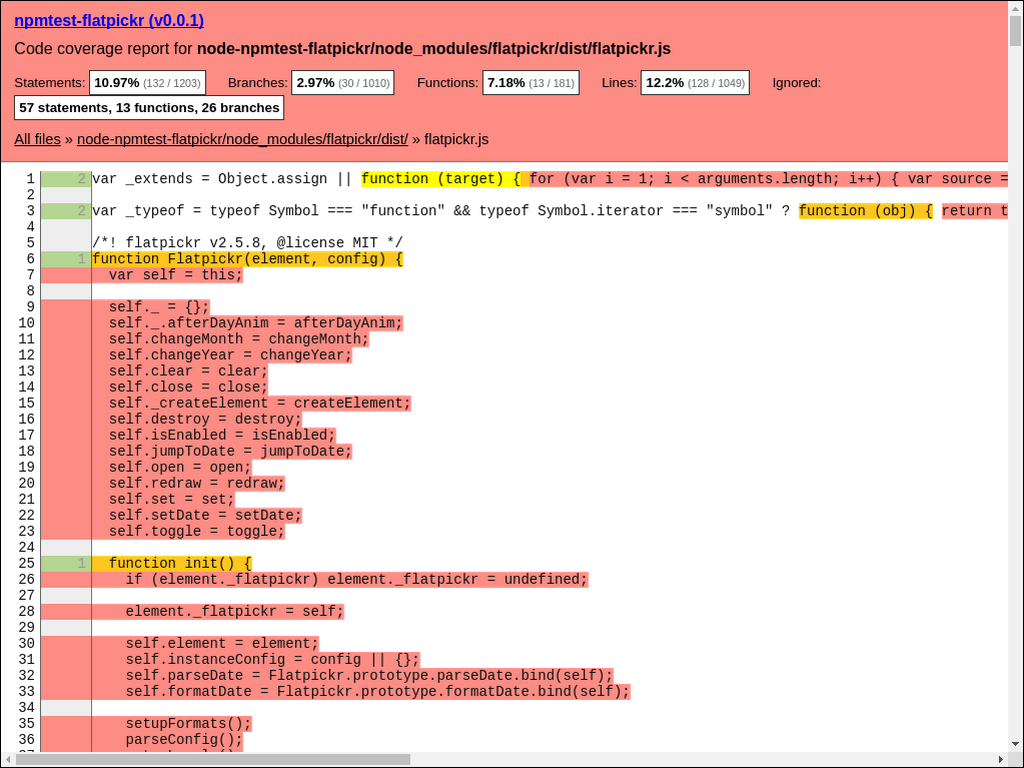 npmtest-flatpickr (v0.0.1)
Code coverage report for node-npmtest-flatpickr/node_modules/flatpickr/dist/flatpickr.js
Statements: 10.97% (132 / 1203) Branches: 2.97% (30 / 1010) Functions: 7.18% (13 / 181) Lines: 12.2% (128 / 1049) Ignored:
57 statements, 13 functions, 26 branches
All files » node-npmtest-flatpickr/node_modules/flatpickr/dist/ » flatpickr.js
1 2 var _extends = Object.assign || function (target) { for (var i = 1; i < arguments.length; i++) { var source =
2
3 2 var _typeof = typeof Symbol === "function" && typeof Symbol.iterator === "symbol" ? function (obj) { return t
4
5 /*! flatpickr v2.5.8, @license MIT */
6 1 function Flatpickr(element, config) {
7 var self = this;
8
9 self._ = {};
10 self._.afterDayAnim = afterDayAnim;
11 self.changeMonth = changeMonth;
12 self.changeYear = changeYear;
13 self.clear = clear;
14 self.close = close;
15 self._createElement = createElement;
16 self.destroy = destroy;
17 self.isEnabled = isEnabled;
18 self.jumpToDate = jumpToDate;
19 self.open = open;
20 self.redraw = redraw;
21 self.set = set;
22 self.setDate = setDate;
23 self.toggle = toggle;
24
25 1 function init() {
26 if (element._flatpickr) element._flatpickr = undefined;
27
28 element._flatpickr = self;
29
30 self.element = element;
31 self.instanceConfig = config || {};
32 self.parseDate = Flatpickr.prototype.parseDate.bind(self);
33 self.formatDate = Flatpickr.prototype.formatDate.bind(self);
34
35 setupFormats();
36 parseConfig();